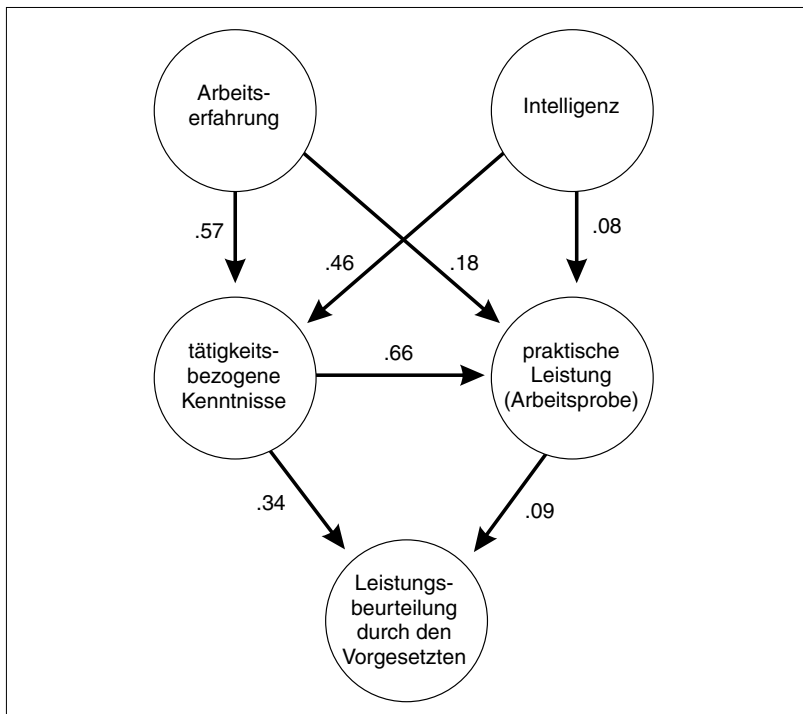 Arbeits-
erfahrung
Intelligenz
.57
.46
.18
.08
tätigkeits-
bezogene
Kenntnisse
.66
praktische
Leistung
(Arbeitsprobe)
.34
.09
Leistungs-
beurteilung
durch den
Vorgesetzten